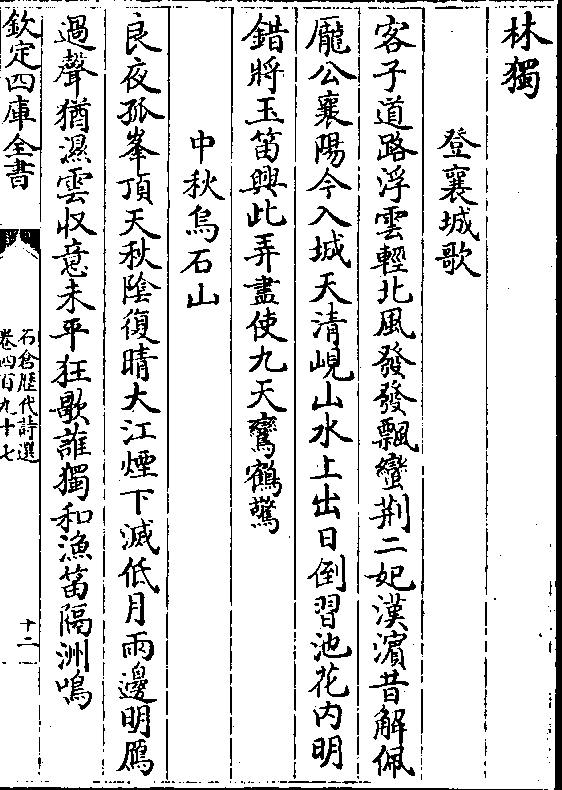 林獨
登襄城歌
客子道路浮雲輕北風發發飄蠻荆二妃漢濵昔解佩
龎公襄陽今入城天清峴山水上出日倒習池花内明
錯將玉笛興此弄盡使九天鸞鶴驚
中秋烏石山
良夜孤峯頂天秋陰復晴大江煙下滅低月兩邊明鴈
過聲猶濕雲収意未平狂歌誰獨和漁笛隔洲鳴
欽定四庫全書
石倉歷代詩選
卷四百九十七
十二